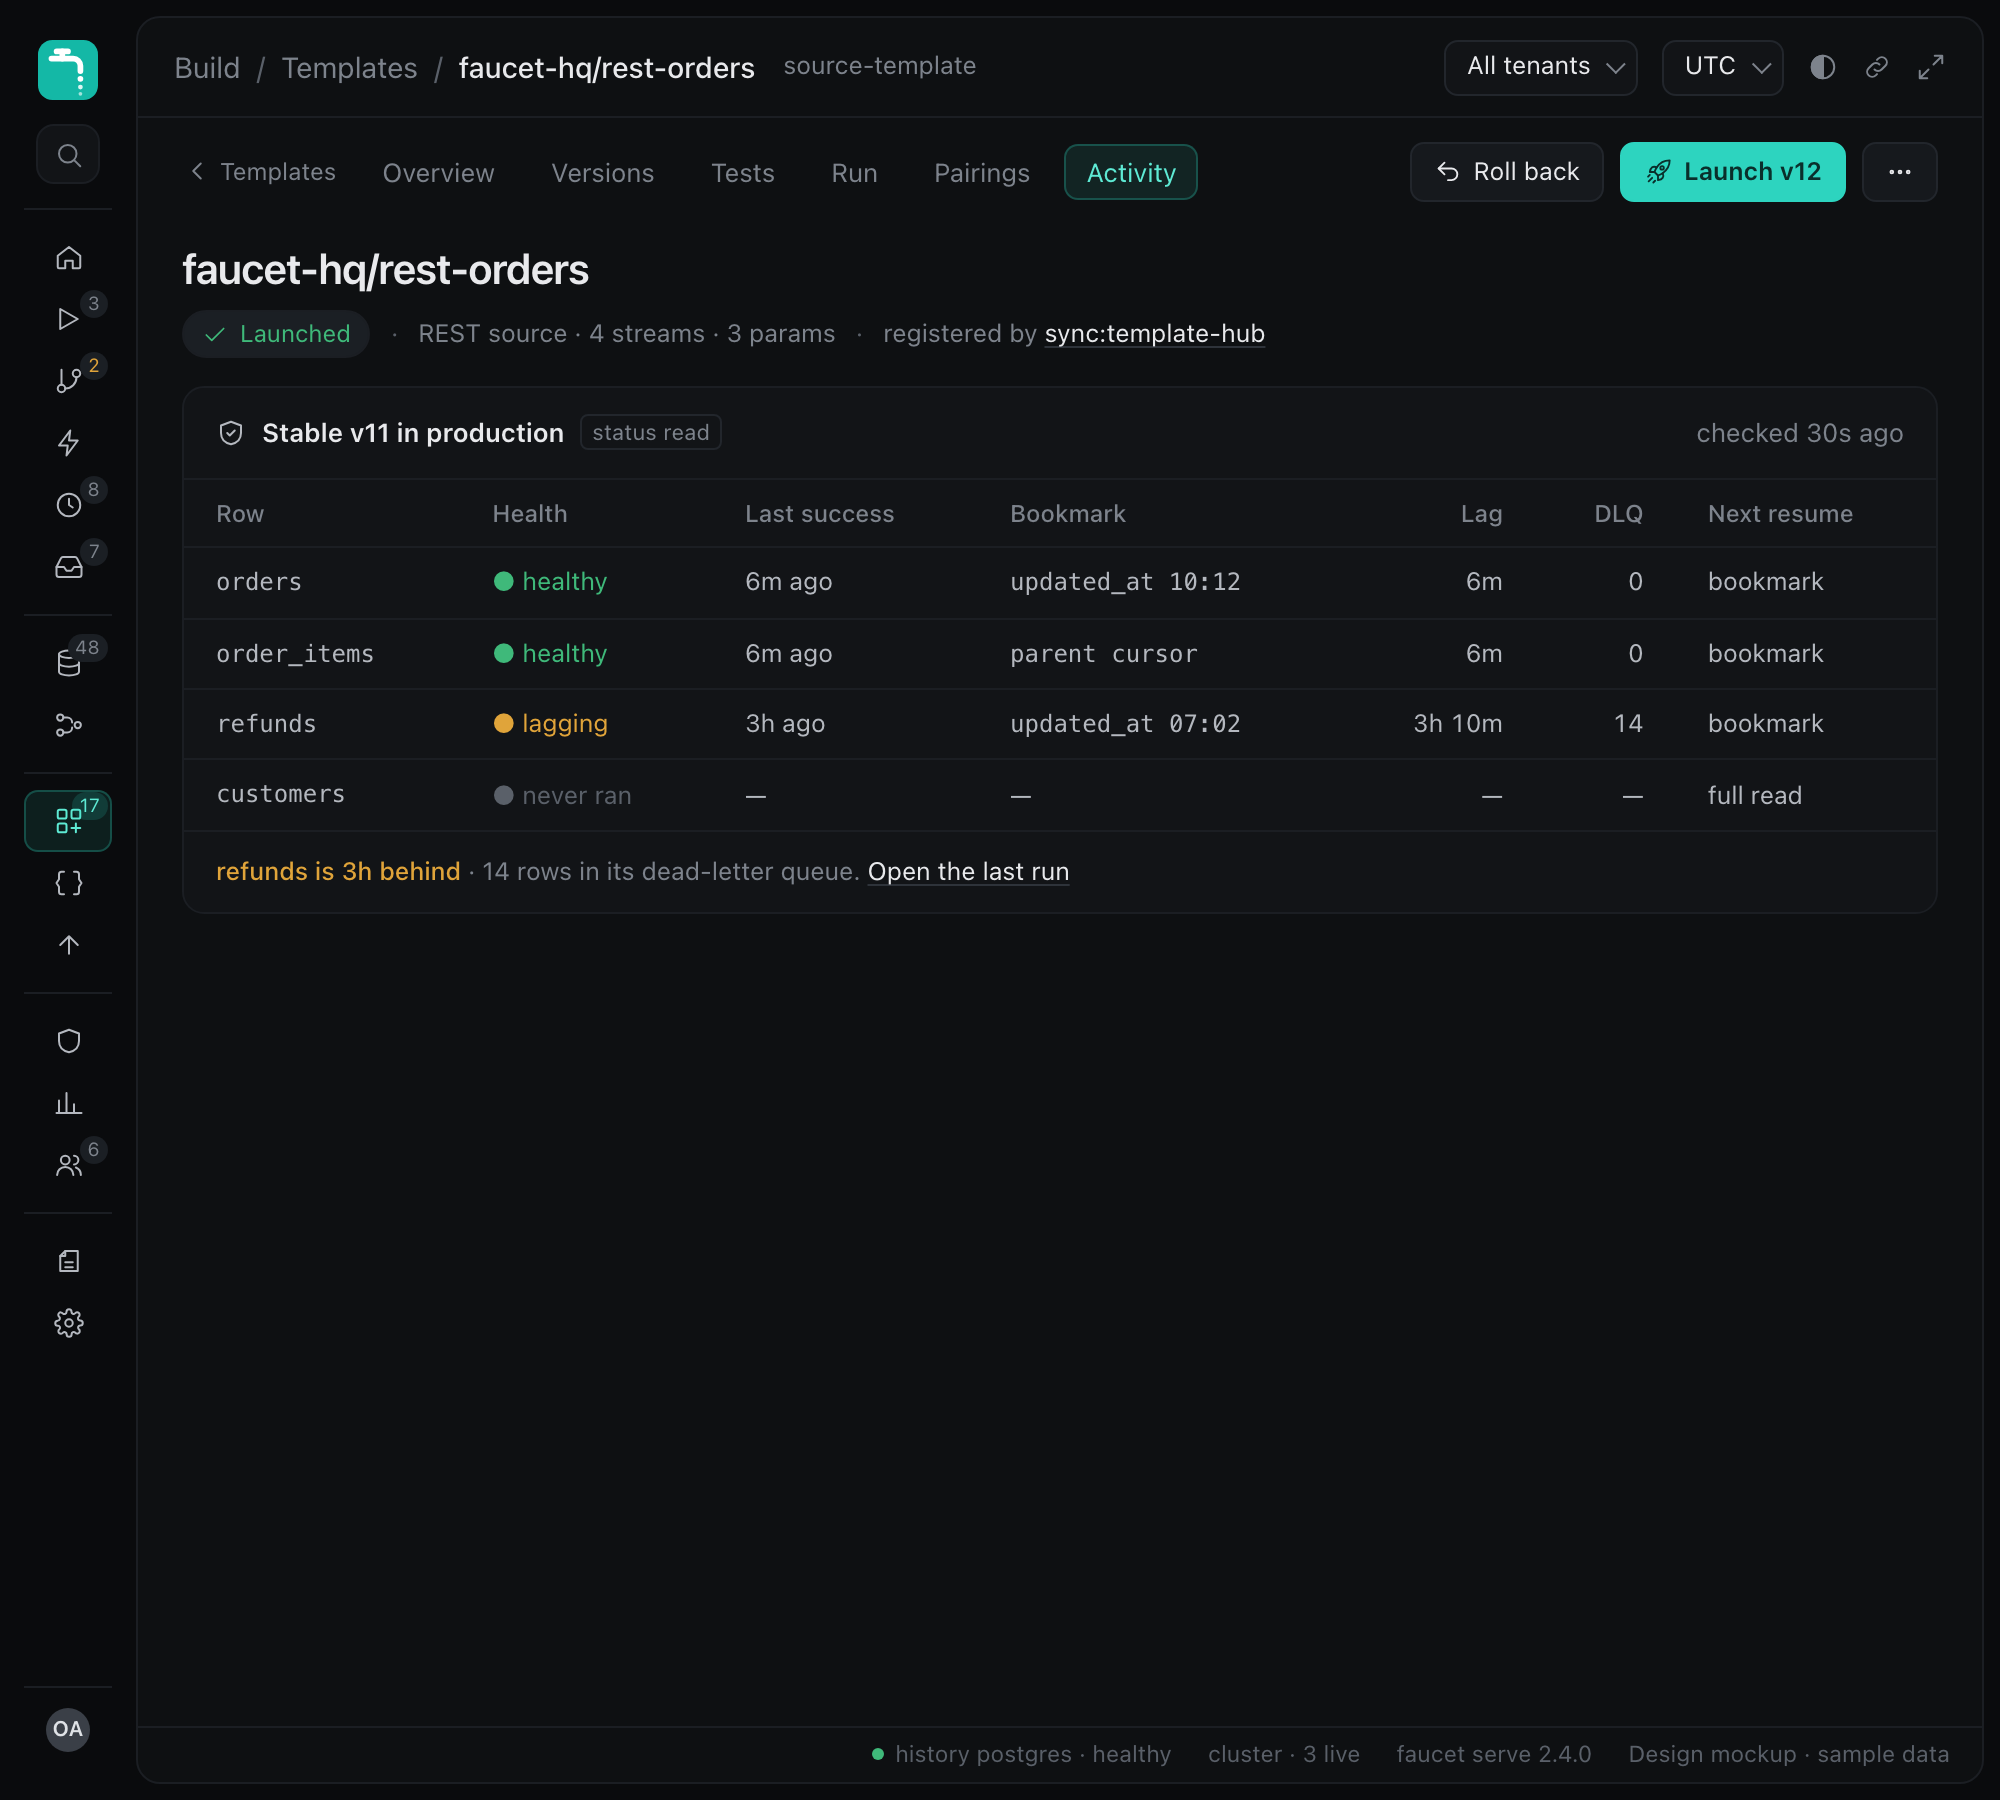 Build / Templates / faucet-hq/rest-orders source-template All tenants UTC
Templates Overview Versions Tests Run Pairings Activity Roll back Launch v12
faucet-hq/rest-orders
Launched · REST source · 4 streams · 3 params · registered by sync:template-hub
Stable v11 in production status read checked 30s ago
Row Health Last success Bookmark Lag DLQ Next resume
orders healthy 6m ago updated_at 10:12 6m 0 bookmark
order_items healthy 6m ago parent cursor 6m 0 bookmark
refunds lagging 3h ago updated_at 07:02 3h 10m 14 bookmark
customers never ran — — — — full read
refunds is 3h behind · 14 rows in its dead-letter queue. Open the last run
3
2
8
7
48
17
6
OA
history postgres · healthy cluster · 3 live faucet serve 2.4.0 Design mockup · sample data